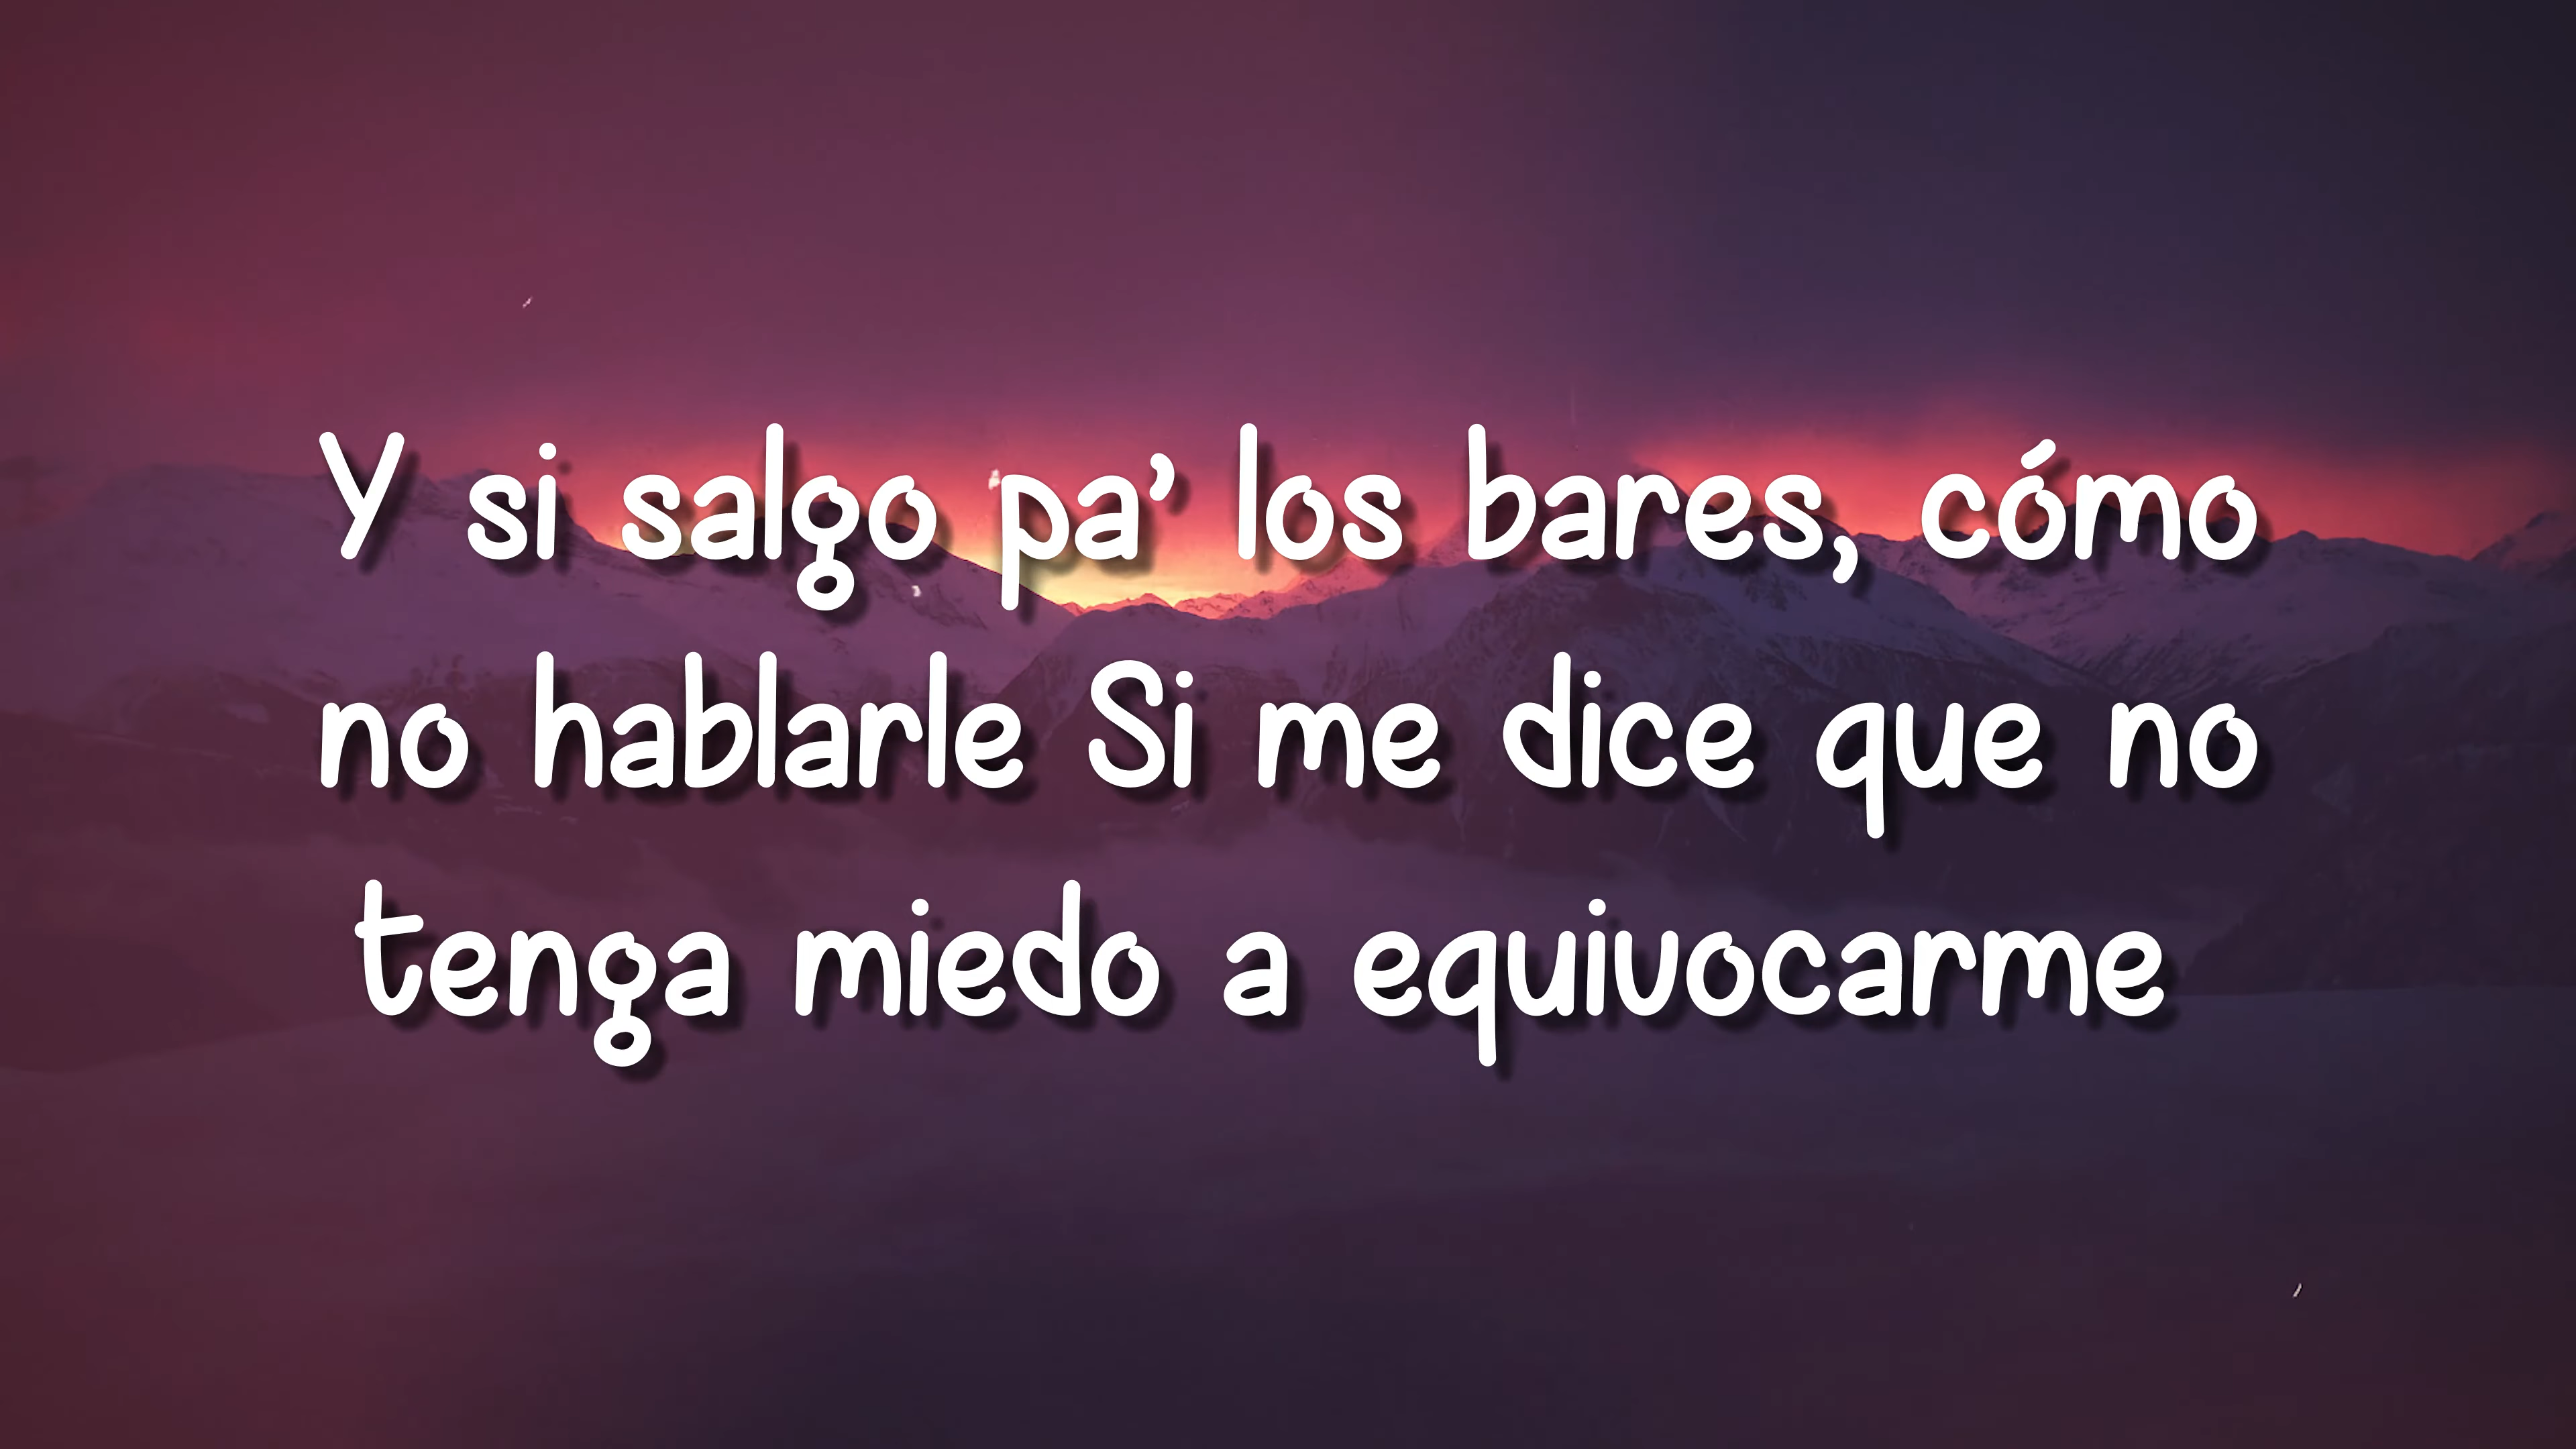 Y si salgo pa’ los bares, cómo
no hablarle Si me dice que no
tenga miedo a equivocarme